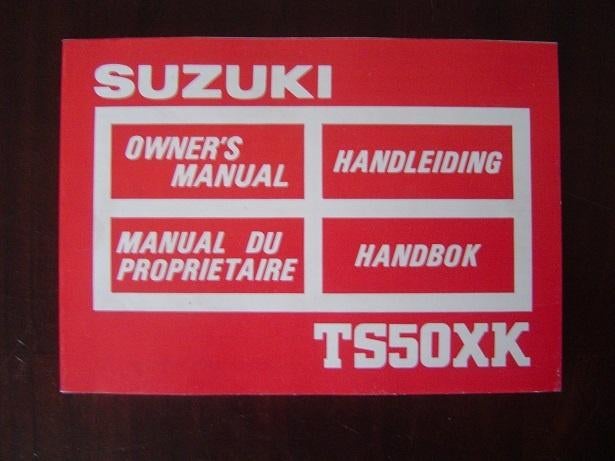 SUZUKI
OWNER'S
MANUAL
HANDLEIDING
MANUAL DU
PROPRIETAIRE
HANDBOK
TS50XK